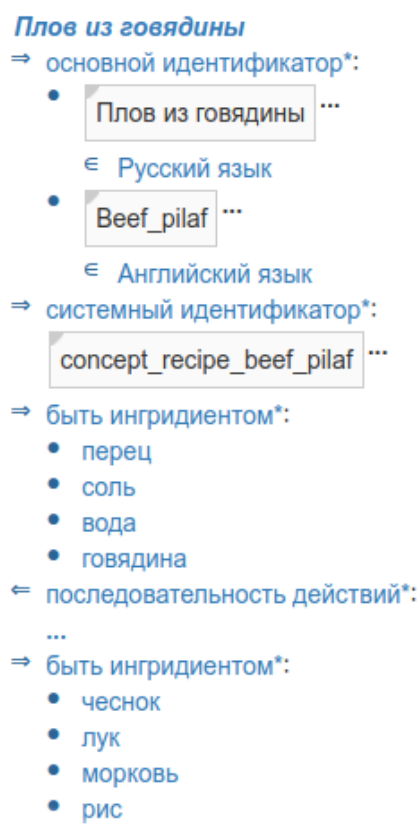 Плов из говядины
⇒ основной идентификатор*:
• Плов из говядины ...
∈ Русский язык
• Beef_pilaf ...
∈ Английский язык
⇒ системный идентификатор*:
concept_recipe_beef_pilaf ...
⇒ быть ингридиентом*:
• перец
• соль
• вода
• говядина
⇐ последовательность действий*:
...
⇒ быть ингридиентом*:
• чеснок
• лук
• морковь
• рис